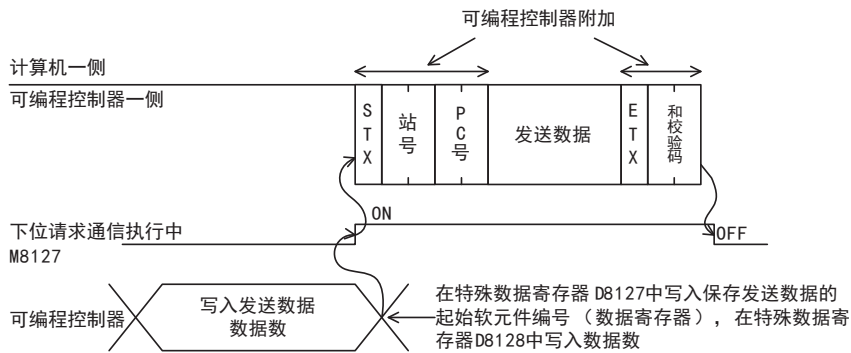 可编程控制器附加
计算机一侧
可编程控制器一侧
STX
站号
PC号
发送数据
ETX
和校验码
ON
下位请求通信执行中
M8127
OFF
可编程控制器
写入发送数据
数据数
在特殊数据寄存器 D8127中写入保存发送数据的
起始软元件编号 （数据寄存器）, 在特殊数据寄
存器D8128中写入数据数